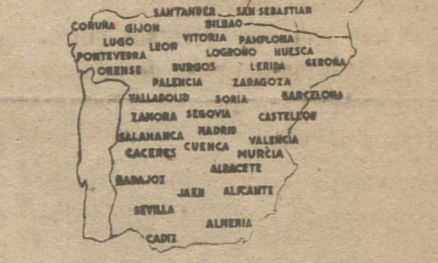 SANTANDER SAN SEBASTIAN
CORUÑA GIJON BILBAO
LUGO LEON VITORIA PAMPLONA
PONTEVEDRA LOGROÑO HUESCA
ORENSE BURGOS LERIDA GERONA
PALENCIA ZARAGOZA
VALLADOLID SORIA BARCELONA
ZAMORA SEGOVIA CASTELLON
SALAMANCA MADRID VALENCIA
CACERES CUENCA MURCIA
ALBACETE
BADAJOZ JAEN ALICANTE
SEVILLA
ALMERIA
CADIZ